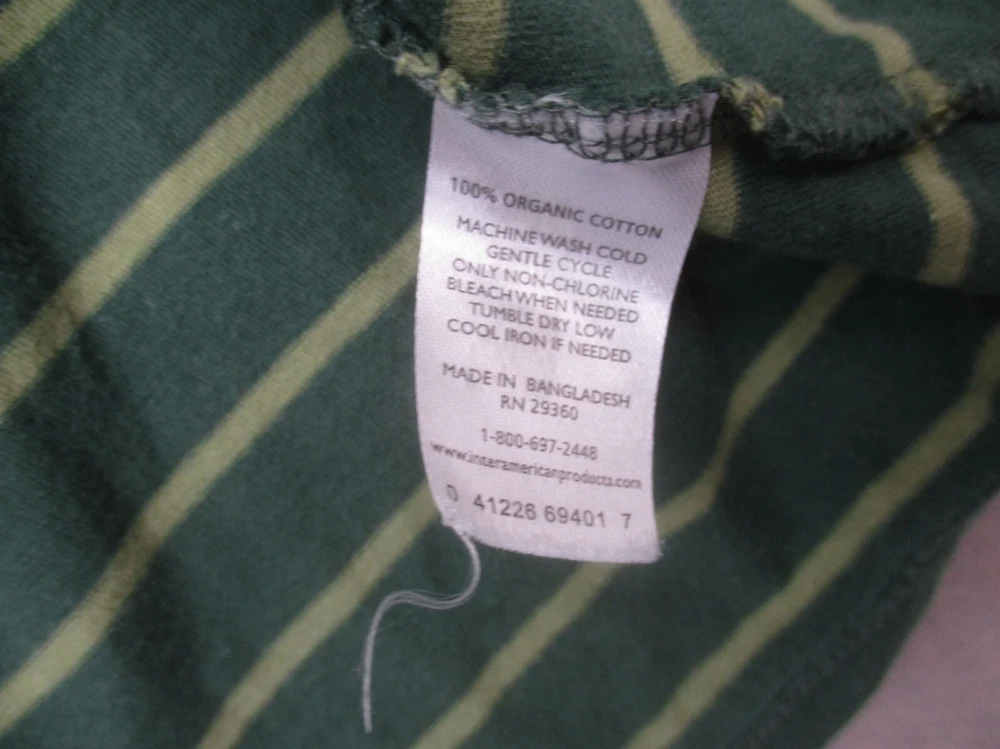 100% ORGANIC COTTON
MACHINE WASH COLD
GENTLE CYCLE
ONLY NON-CHLORINE
BLEACH WHEN NEEDED
TUMBLE DRY LOW
COOL IRON IF NEEDED
MADE IN BANGLADESH
RN 29360
1-800-697-2448
www.interamericanproducts.com
0 41226 69401 7